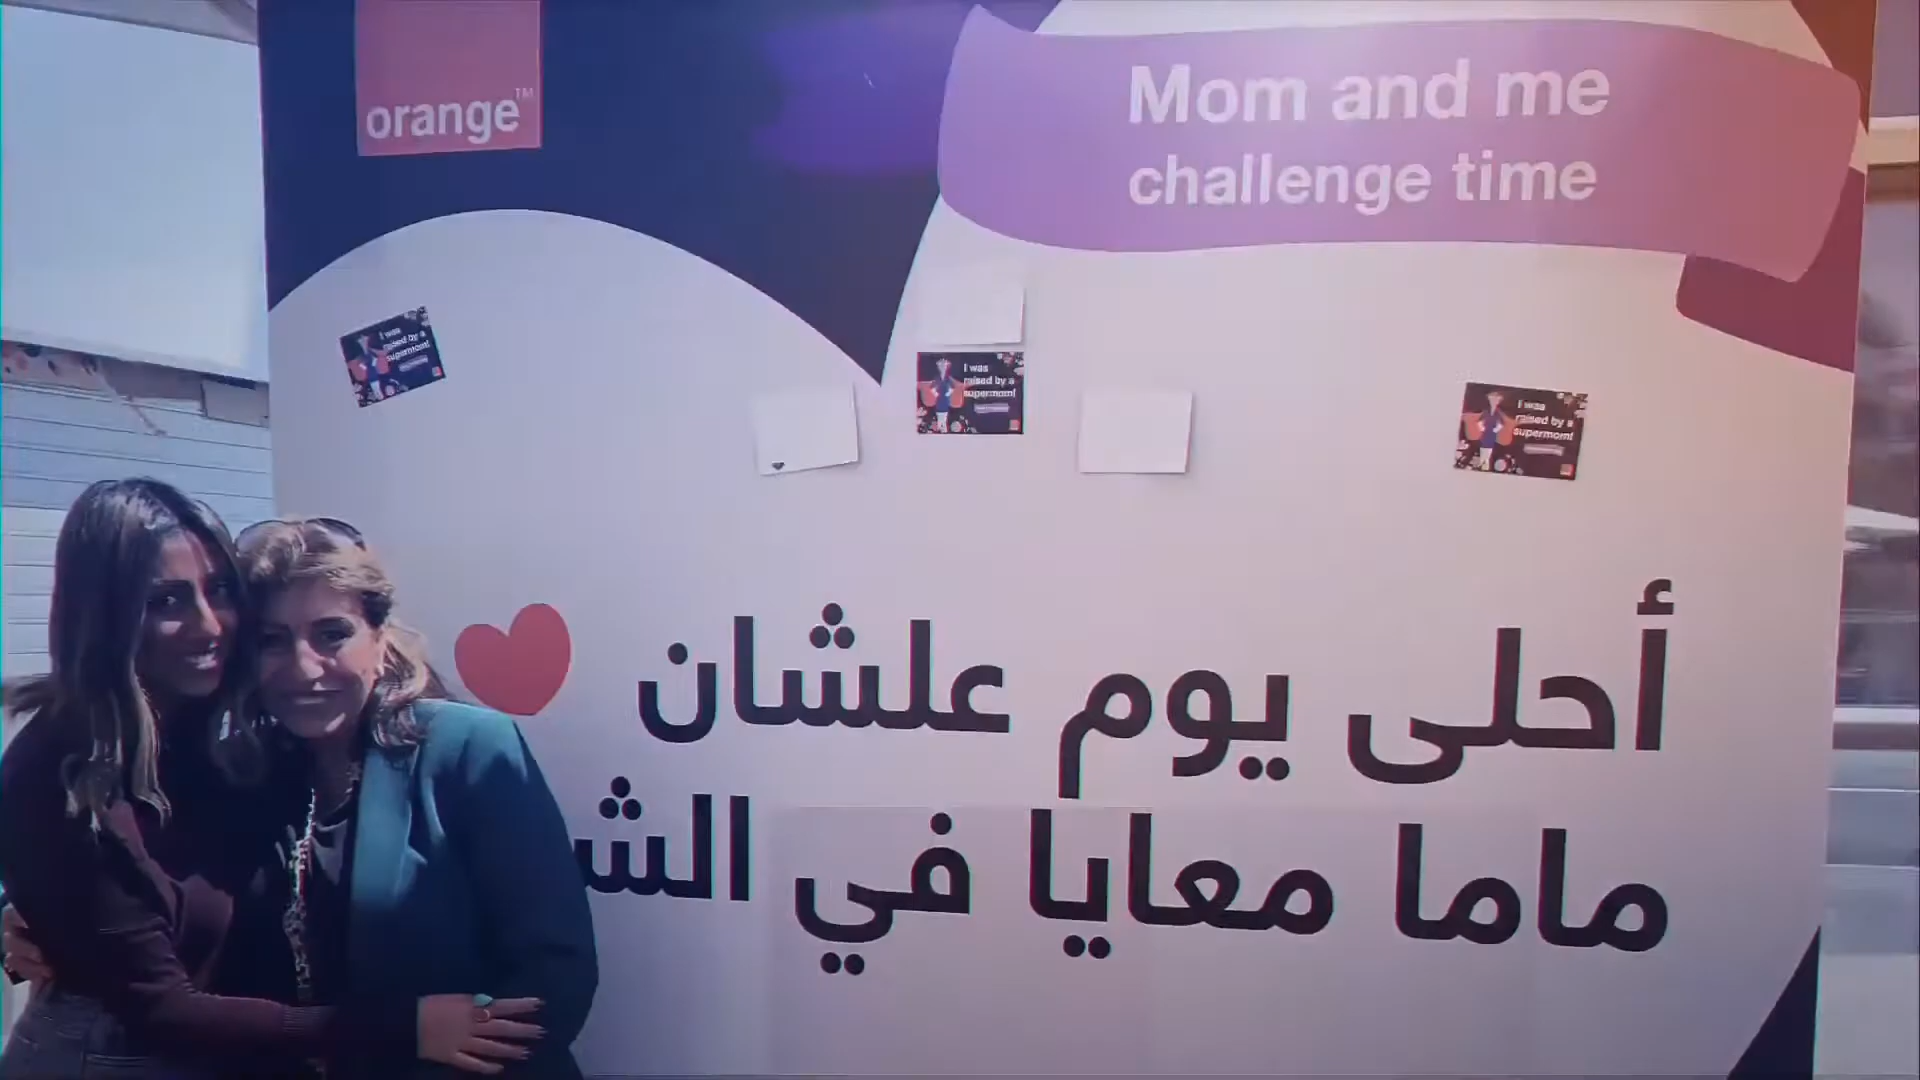 orange™
Mom and me
challenge time
I was
raised by a
supermom!
I was
raised by a
supermom!
I was
raised by a
supermom!
أحلى يوم علشان
ماما معايا في